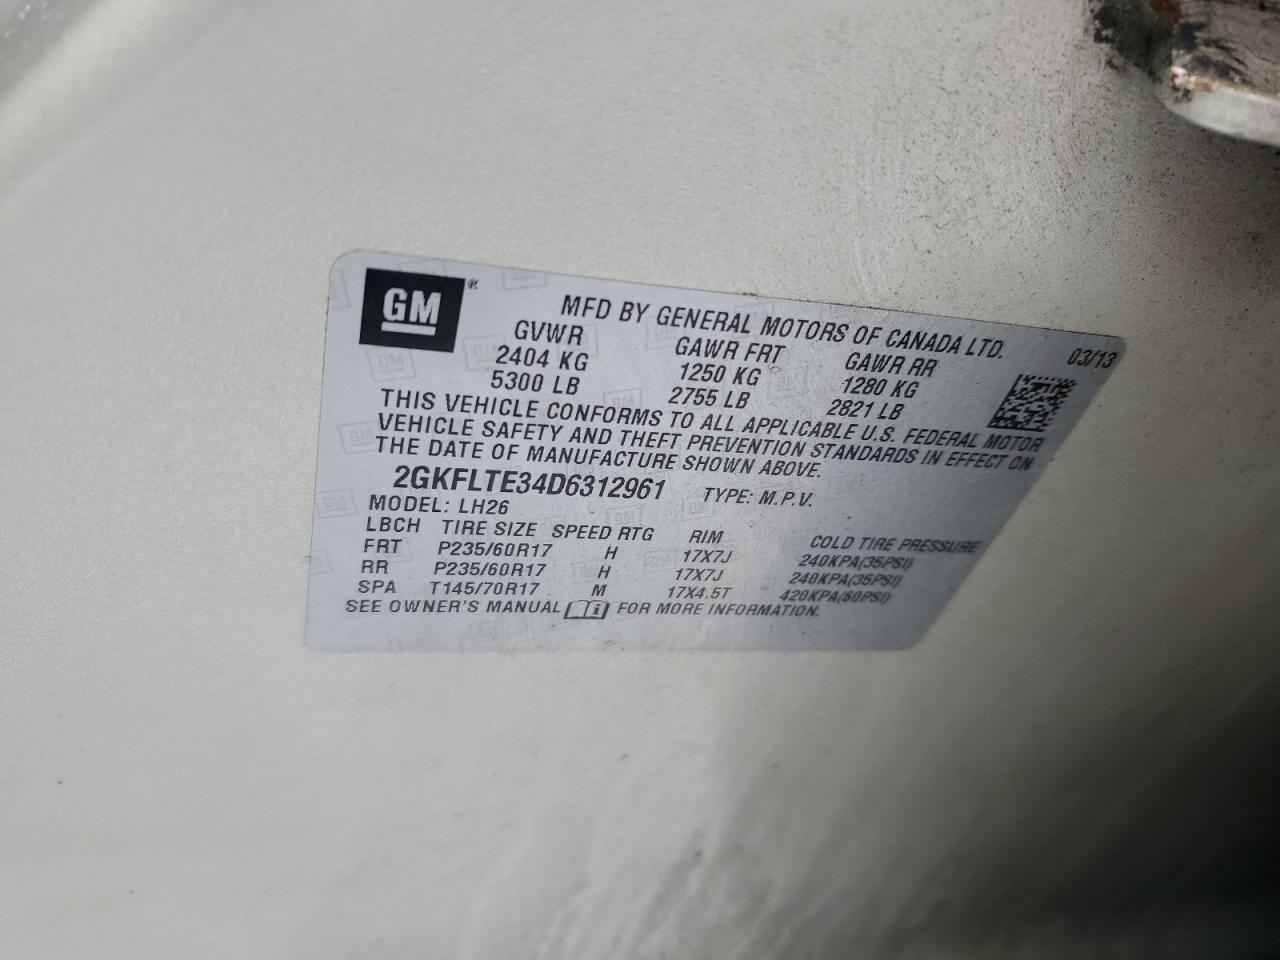 GM®
MFD BY GENERAL MOTORS OF CANADA LTD.
03/13
GVWR GAWR FRT GAWR RR
2404 KG 1250 KG 1280 KG
5300 LB 2755 LB 2821 LB
THIS VEHICLE CONFORMS TO ALL APPLICABLE U.S. FEDERAL MOTOR
VEHICLE SAFETY AND THEFT PREVENTION STANDARDS IN EFFECT ON
THE DATE OF MANUFACTURE SHOWN ABOVE.
2GKFLTE34D6312961 TYPE: M.P.V.
MODEL: LH26
LBCH TIRE SIZE SPEED RTG RIM COLD TIRE PRESSURE
FRT P235/60R17 H 17X7J 240KPA(35PSI)
RR P235/60R17 H 17X7J 240KPA(35PSI)
SPA T145/70R17 M 17X4.5T 420KPA(60PSI)
SEE OWNER'S MANUAL FOR MORE INFORMATION.